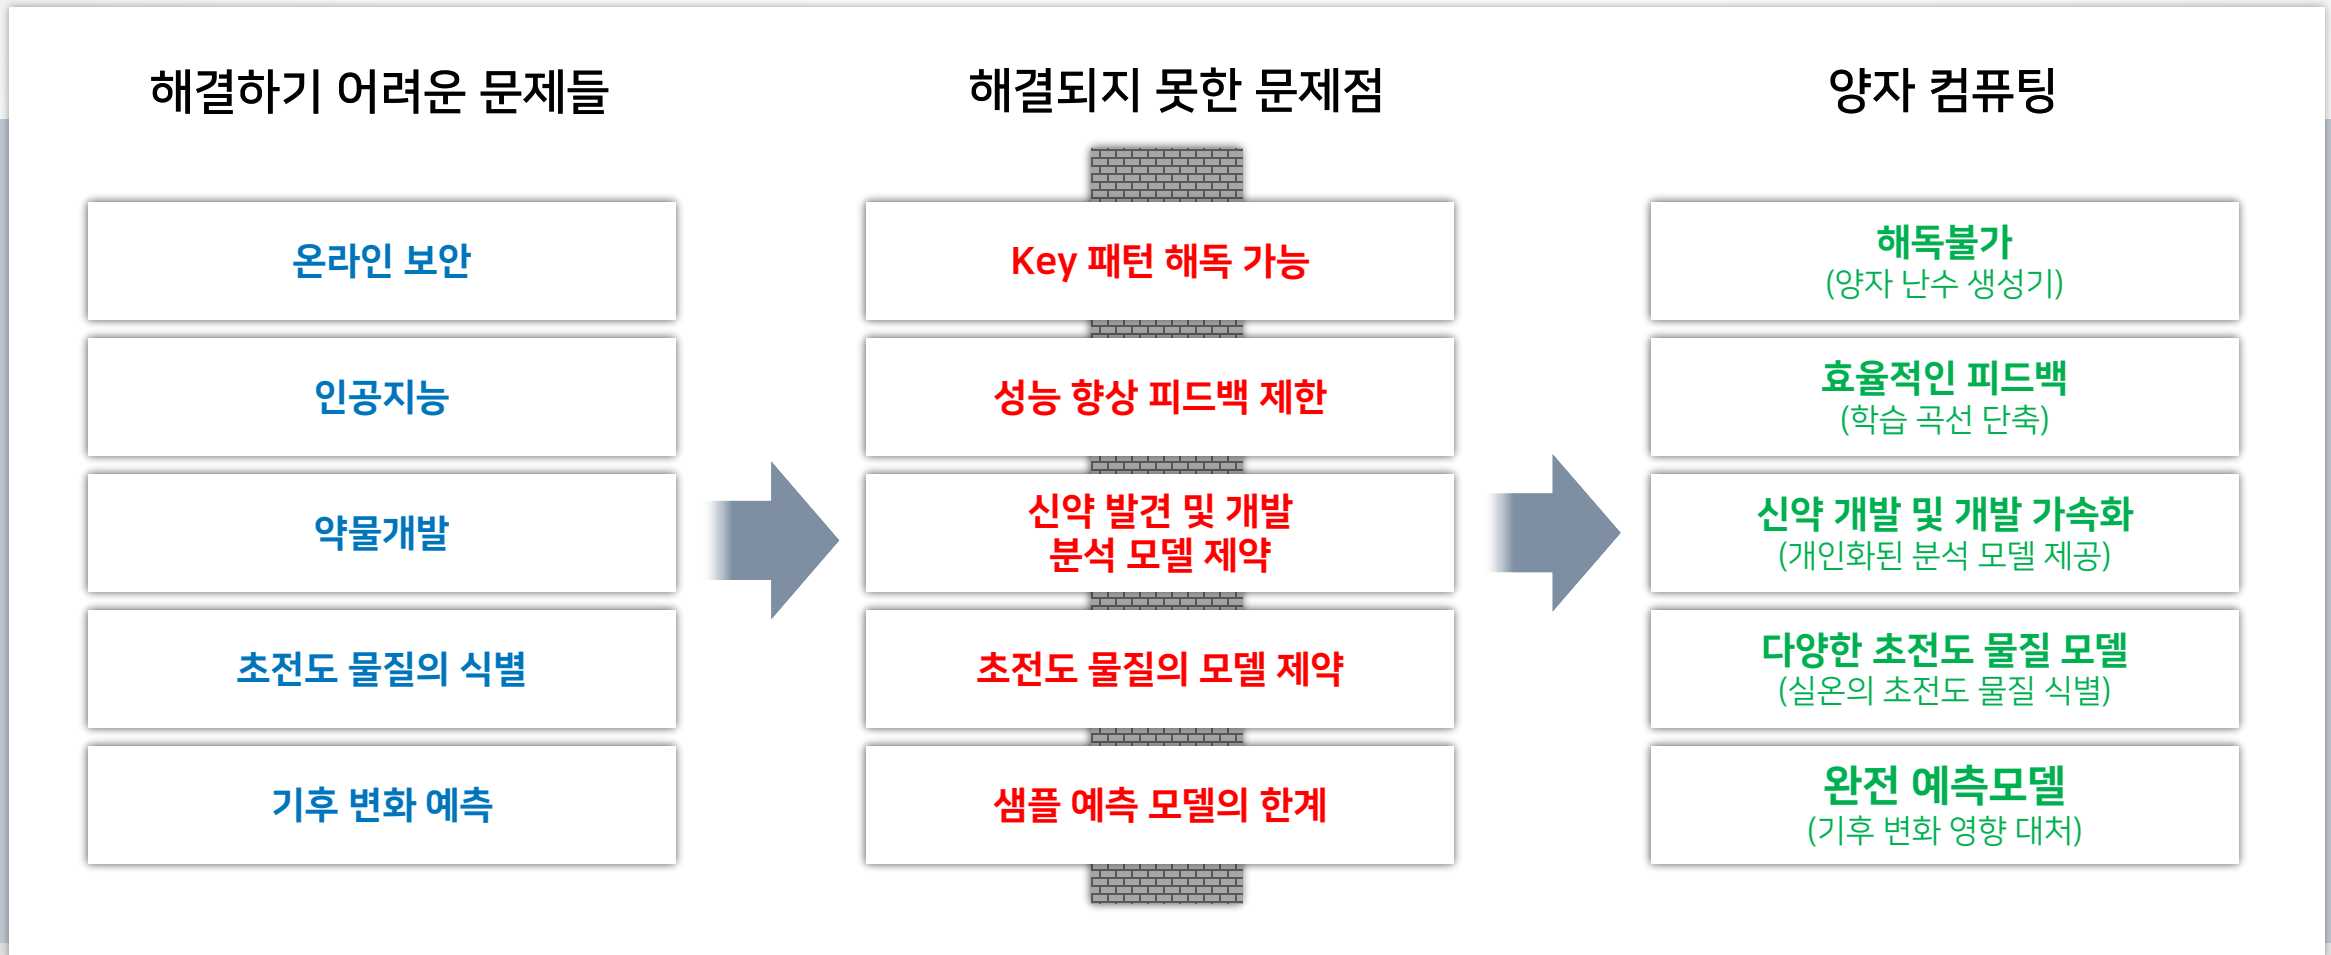 해결하기 어려운 문제들
해결되지 못한 문제점
양자 컴퓨팅
온라인 보안
Key 패턴 해독 가능
해독불가
(양자 난수 생성기)
인공지능
성능 향상 피드백 제한
효율적인 피드백
(학습 곡선 단축)
약물개발
신약 발견 및 개발
분석 모델 제약
신약 개발 및 개발 가속화
(개인화된 분석 모델 제공)
초전도 물질의 식별
초전도 물질의 모델 제약
다양한 초전도 물질 모델
(실온의 초전도 물질 식별)
기후 변화 예측
샘플 예측 모델의 한계
완전 예측모델
(기후 변화 영향 대처)